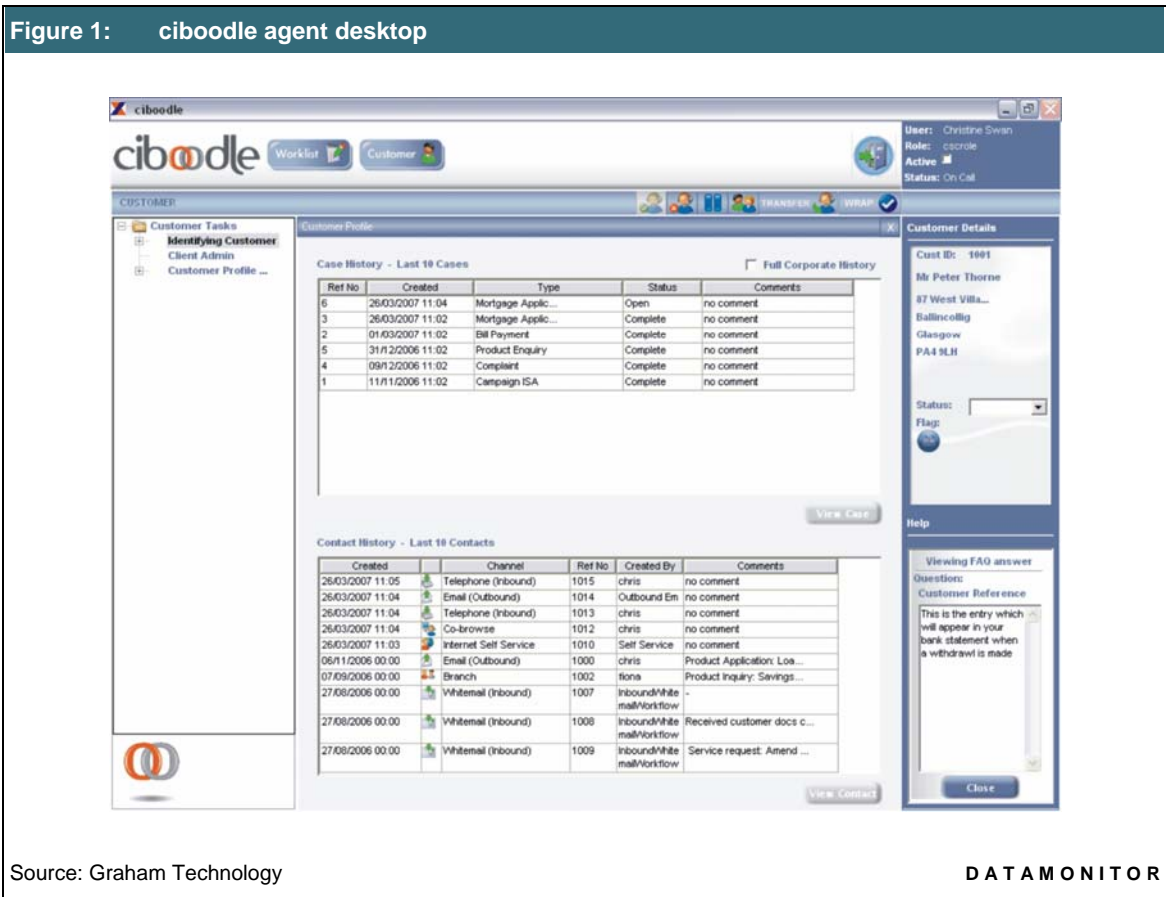 Figure 1: ciboodle agent desktop
ciboodle
ciboodle
Worklist
Customer
User: Christine Swan
Role: cscrole
Active
Status: On Call
CUSTOMER
TRANSFER
WRAP
Customer Tasks
Identifying Customer
Client Admin
Customer Profile ...
Customer Profile
X
Case History - Last 10 Cases
Full Corporate History
Ref No Created Type Status Comments
6 26/03/2007 11:04 Mortgage Applic... Open no comment
3 26/03/2007 11:02 Mortgage Applic... Complete no comment
2 01/03/2007 11:02 Bill Payment Complete no comment
5 31/12/2006 11:02 Product Enquiry Complete no comment
4 09/12/2006 11:02 Complaint Complete no comment
1 11/11/2006 11:02 Campaign ISA Complete no comment
View Case
Contact History - Last 10 Contacts
Created Channel Ref No Created By Comments
26/03/2007 11:05 Telephone (Inbound) 1015 chris no comment
26/03/2007 11:04 Email (Outbound) 1014 Outbound Em no comment
26/03/2007 11:04 Telephone (Inbound) 1013 chris no comment
26/03/2007 11:04 Co-browse 1012 chris no comment
26/03/2007 11:03 Internet Self Service 1010 Self Service no comment
06/11/2006 00:00 Email (Outbound) 1000 chris Product Application: Loa...
07/09/2006 00:00 Branch 1002 fiona Product Inquiry: Savings...
27/08/2006 00:00 Whitemail (Inbound) 1007 InboundWhite -
mailWorkflow
27/08/2006 00:00 Whitemail (Inbound) 1008 InboundWhite Received customer docs c...
mailWorkflow
27/08/2006 00:00 Whitemail (Inbound) 1009 InboundWhite Service request: Amend ...
mailWorkflow
View Contact
Customer Details
Cust ID: 1001
Mr Peter Thorne
87 West Villa...
Ballincollig
Glasgow
PA4 9LH
Status:
Flag:
Help
Viewing FAQ answer
Question:
Customer Reference
This is the entry which
will appear in your
bank statement when
a withdrawl is made
Close
Source: Graham Technology
DATAMONITOR